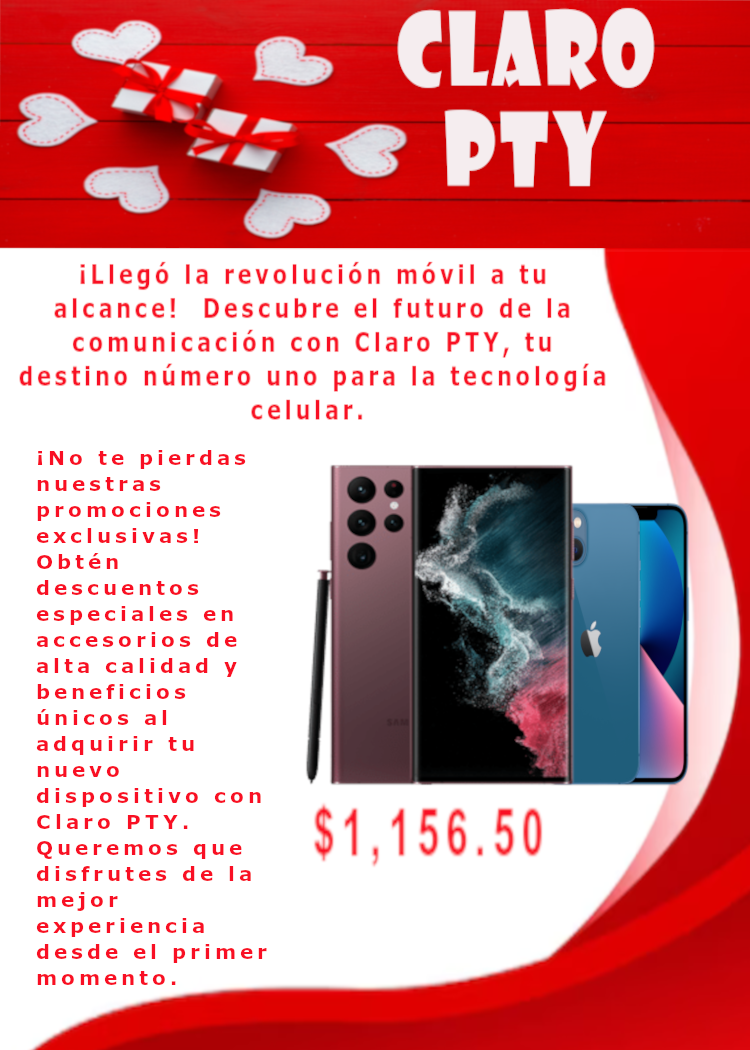 CLARO
PTY
¡Llegó la revolución móvil a tu
alcance! Descubre el futuro de la
comunicación con Claro PTY, tu
destino número uno para la tecnología
celular.
¡No te pierdas
nuestras
promociones
exclusivas!
Obtén
descuentos
especiales en
accesorios de
alta calidad y
beneficios
únicos al
adquirir tu
nuevo
dispositivo con
Claro PTY.
Queremos que
disfrutes de la
mejor
experiencia
desde el primer
momento.
$1,156.50